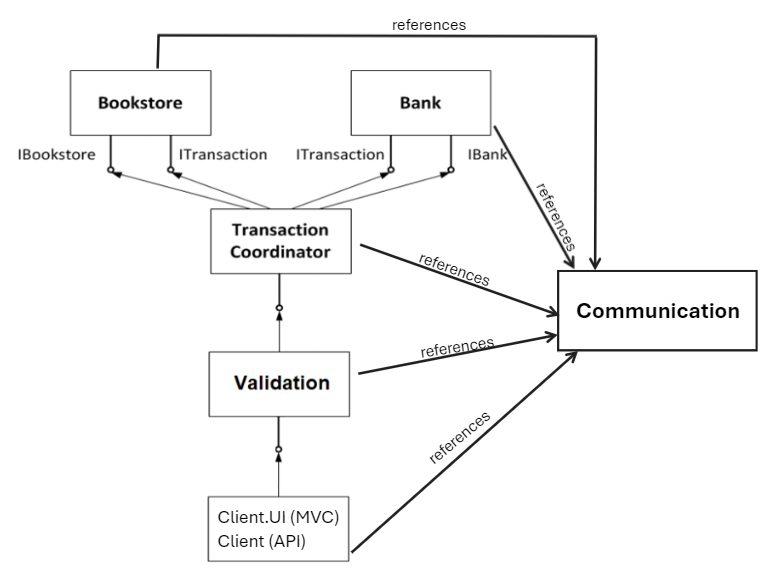 references
Bookstore
Bank
IBookstore
ITransaction
ITransaction
IBank
references
Transaction
Coordinator
references
Communication
references
Validation
references
Client.UI (MVC)
Client (API)